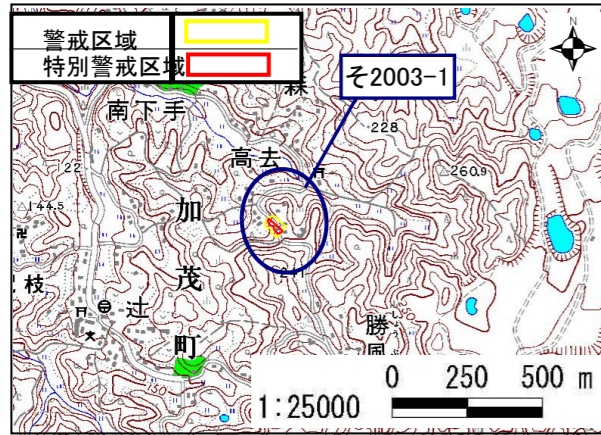 警戒区域
特別警戒区域
N
そ2003-1
森
南下手
228
高去
22
△260.9
△144.5
加
茂
町
枝
辻
勝風
150
0 250 500 m
1:25000